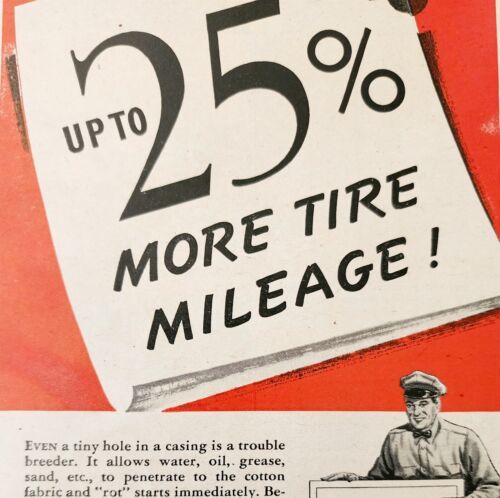 UP TO 25%
MORE TIRE
MILEAGE!
EVEN a tiny hole in a casing is a trouble
breeder. It allows water, oil, grease,
sand, etc., to penetrate to the cotton
fabric and "rot" starts immediately. Be-